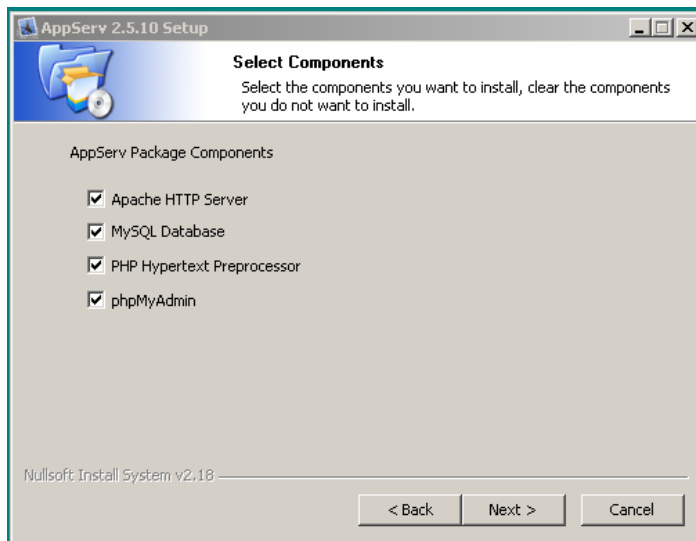 AppServ 2.5.10 Setup
Select Components
Select the components you want to install, clear the components
you do not want to install.
AppServ Package Components
Apache HTTP Server
MySQL Database
PHP Hypertext Preprocessor
phpMyAdmin
Nullsoft Install System v2.18
< Back Next > Cancel